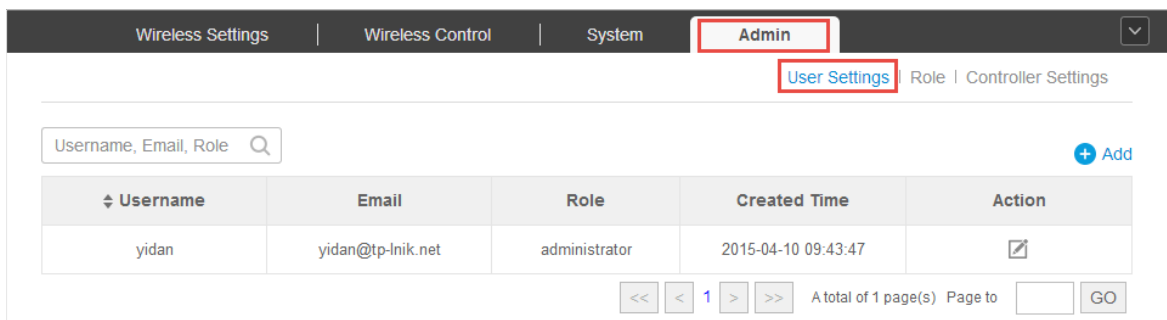 Wireless Settings | Wireless Control | System Admin
User Settings | Role | Controller Settings
Username, Email, Role
Add
Username Email Role Created Time Action
yidan yidan@tp-lnik.net administrator 2015-04-10 09:43:47
<< < 1 > >> A total of 1 page(s) Page to GO